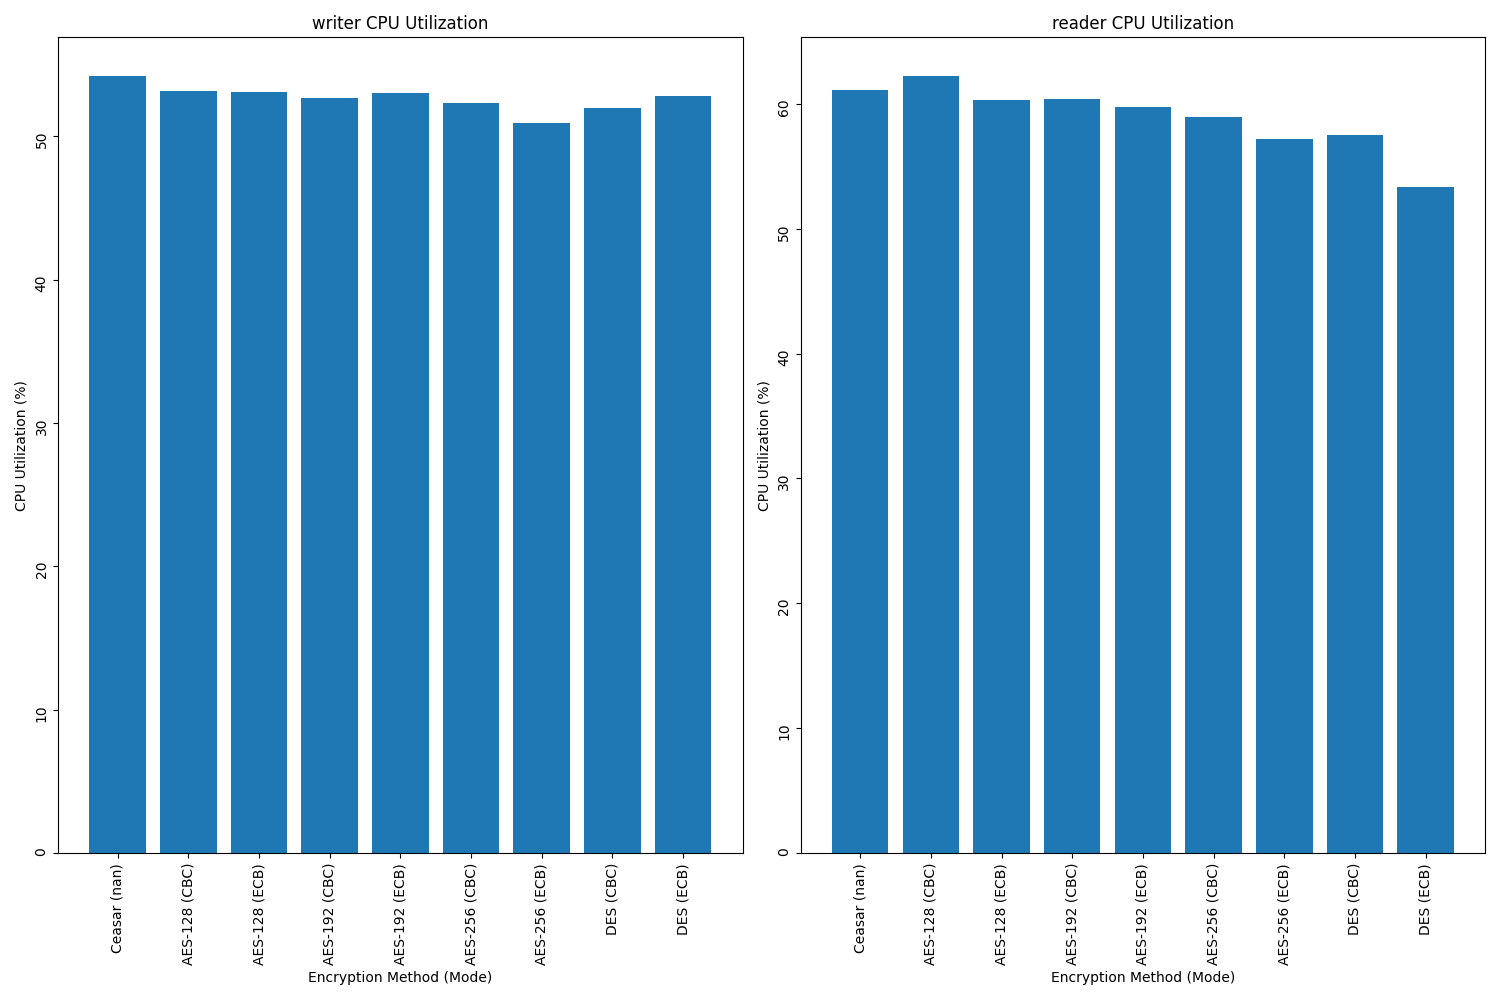 writer CPU Utilization
CPU Utilization (%)
0
10
20
30
40
50
Ceasar (nan)
AES-128 (CBC)
AES-128 (ECB)
AES-192 (CBC)
AES-192 (ECB)
AES-256 (CBC)
AES-256 (ECB)
DES (CBC)
DES (ECB)
Encryption Method (Mode)
reader CPU Utilization
CPU Utilization (%)
0
10
20
30
40
50
60
Ceasar (nan)
AES-128 (CBC)
AES-128 (ECB)
AES-192 (CBC)
AES-192 (ECB)
AES-256 (CBC)
AES-256 (ECB)
DES (CBC)
DES (ECB)
Encryption Method (Mode)